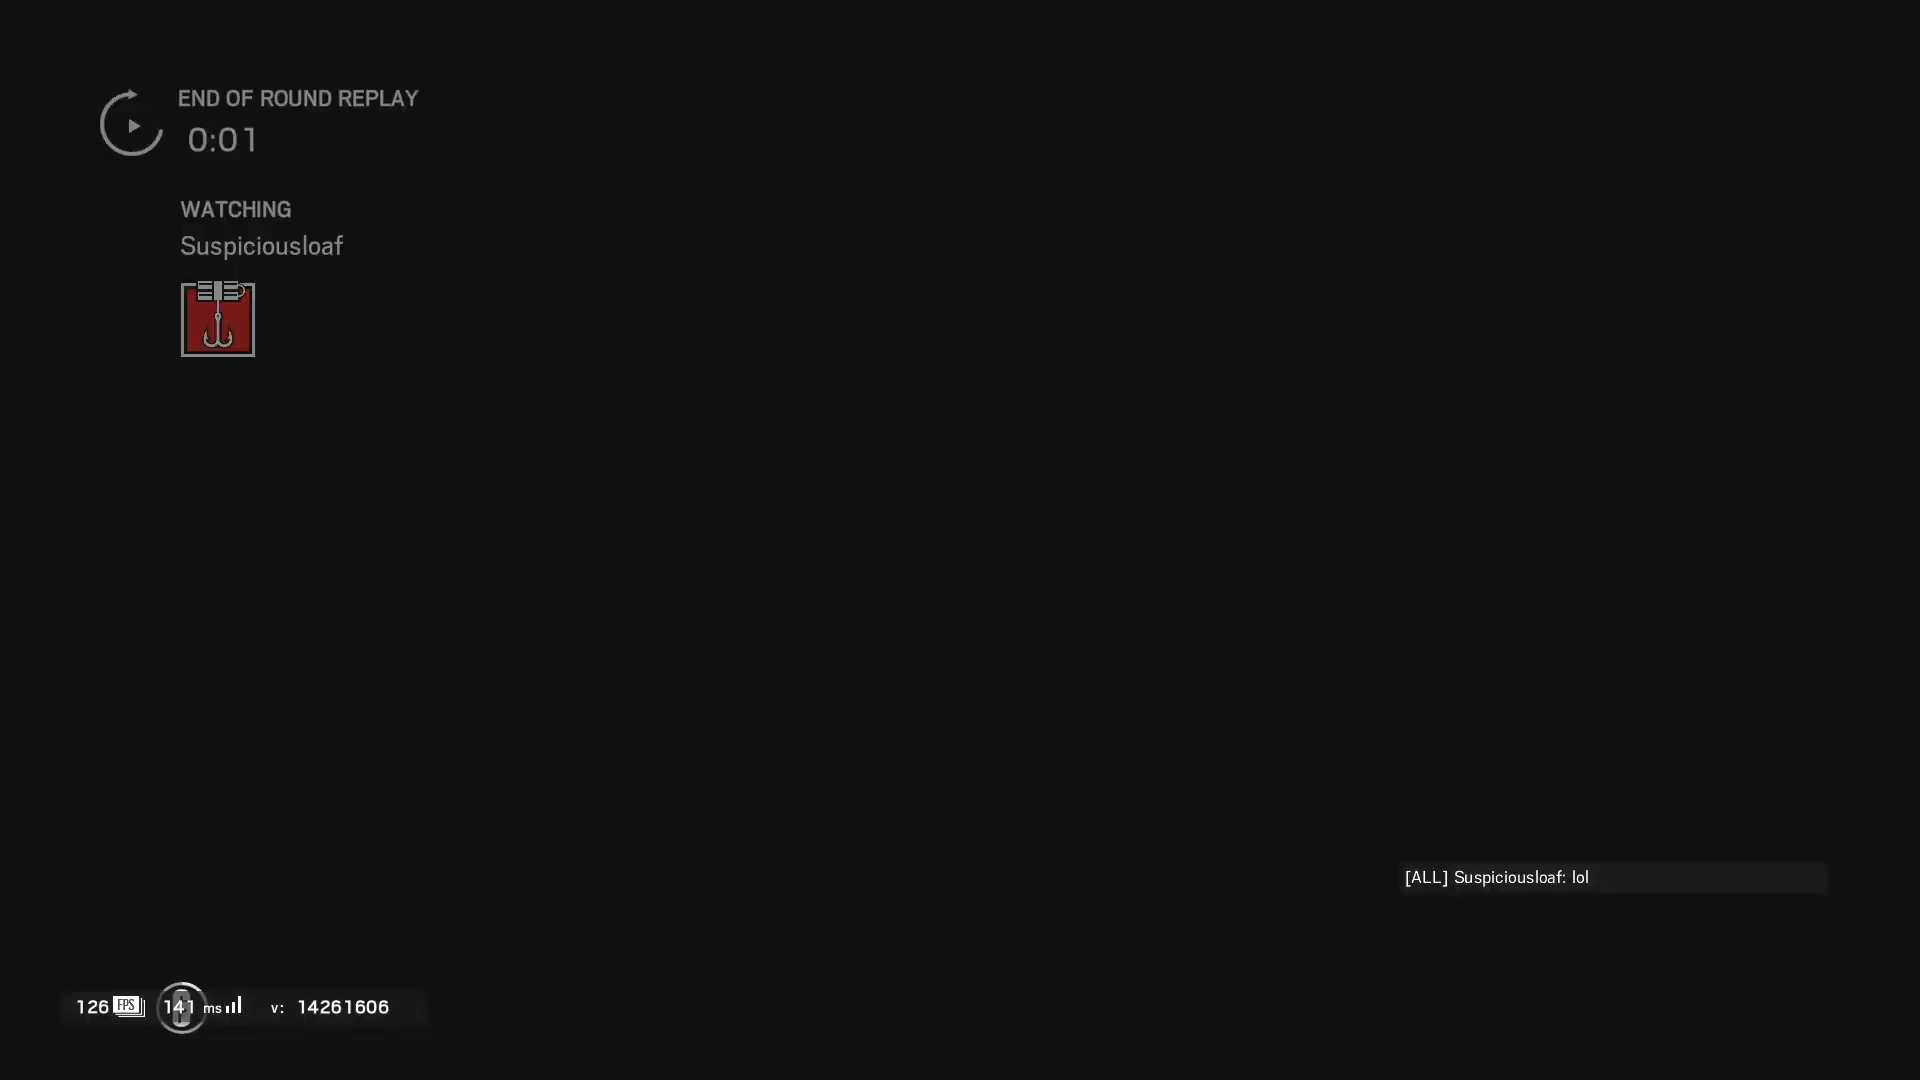 END OF ROUND REPLAY
0:01
WATCHING
Suspiciousloaf
[ALL] Suspiciousloaf: lol
126 FPS 141 ms v: 14261606